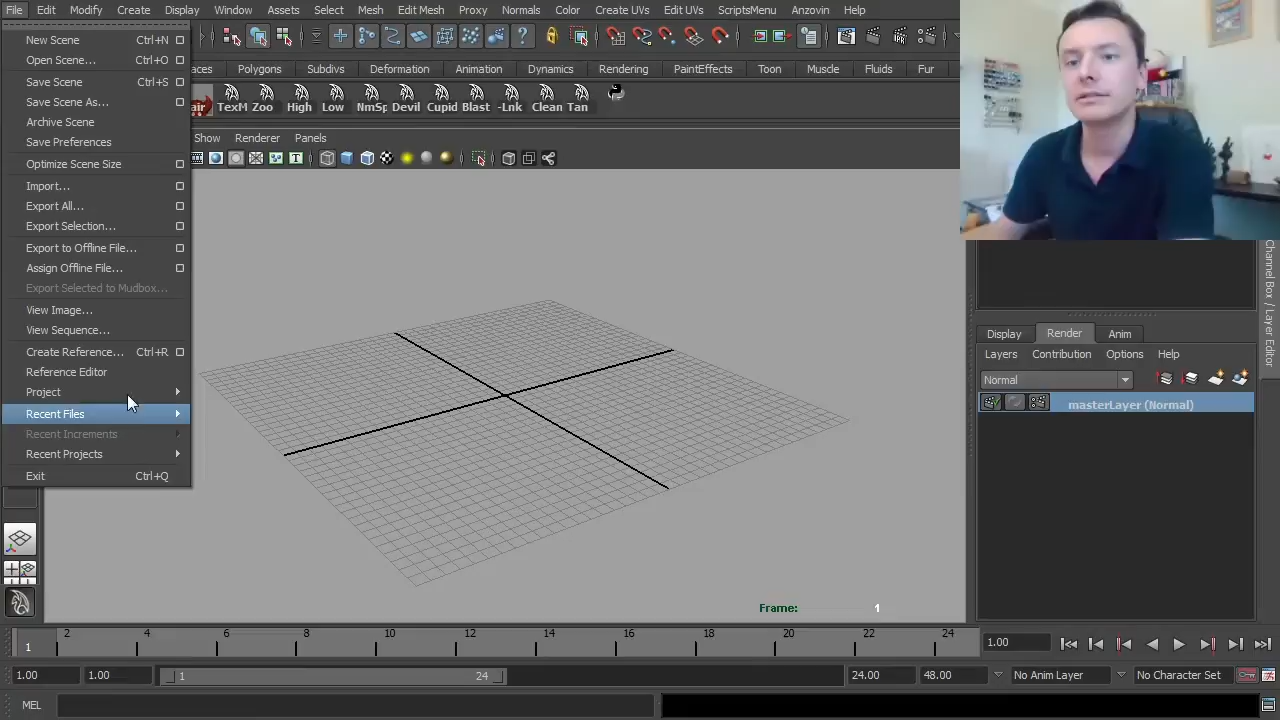 File Edit Modify Create Display Window Assets Select Mesh Edit Mesh Proxy Normals Color Create UVs Edit UVs ScriptsMenu Anzovin Help
New Scene Ctrl+N
Open Scene... Ctrl+O
Save Scene Ctrl+S
Save Scene As...
Archive Scene
Save Preferences
Optimize Scene Size
Import...
Export All...
Export Selection...
Export to Offline File...
Assign Offline File...
Export Selected to Mudbox...
View Image...
View Sequence...
Create Reference... Ctrl+R
Reference Editor
Project
Recent Files
Recent Increments
Recent Projects
Exit Ctrl+Q
aces Polygons Subdivs Deformation Animation Dynamics Rendering PaintEffects Toon Muscle Fluids Fur
air TexM Zoo High Low NmSp Devil Cupid Blast -Lnk Clean Tan
Show Renderer Panels
Frame: 1
Channel Box / Layer Editor
Display Render Anim
Layers Contribution Options Help
Normal
masterLayer (Normal)
1 2 4 6 8 10 12 14 16 18 20 22 24 1.00
1.00 1.00 1 24 24.00 48.00 No Anim Layer No Character Set
MEL